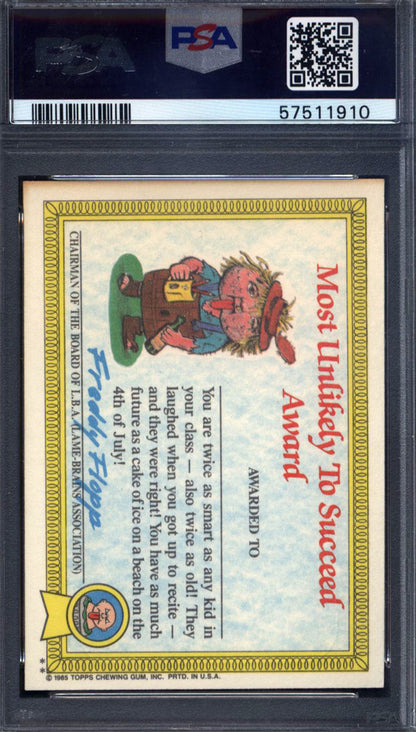 PSA
PSA
57511910
Most Unlikely To Succeed
Award
AWARDED TO
You are twice as smart as any kid in
your class — also twice as old! They
laughed when you got up to recite —
and they were right! You have as much
future as a cake of ice on a beach on the
4th of July!
Freddy Floppo
CHAIRMAN OF THE BOARD OF L.B.A. (LAME-BRAINS ASSOCIATION)
** © 1985 TOPPS CHEWING GUM, INC. PRTD. IN U.S.A.